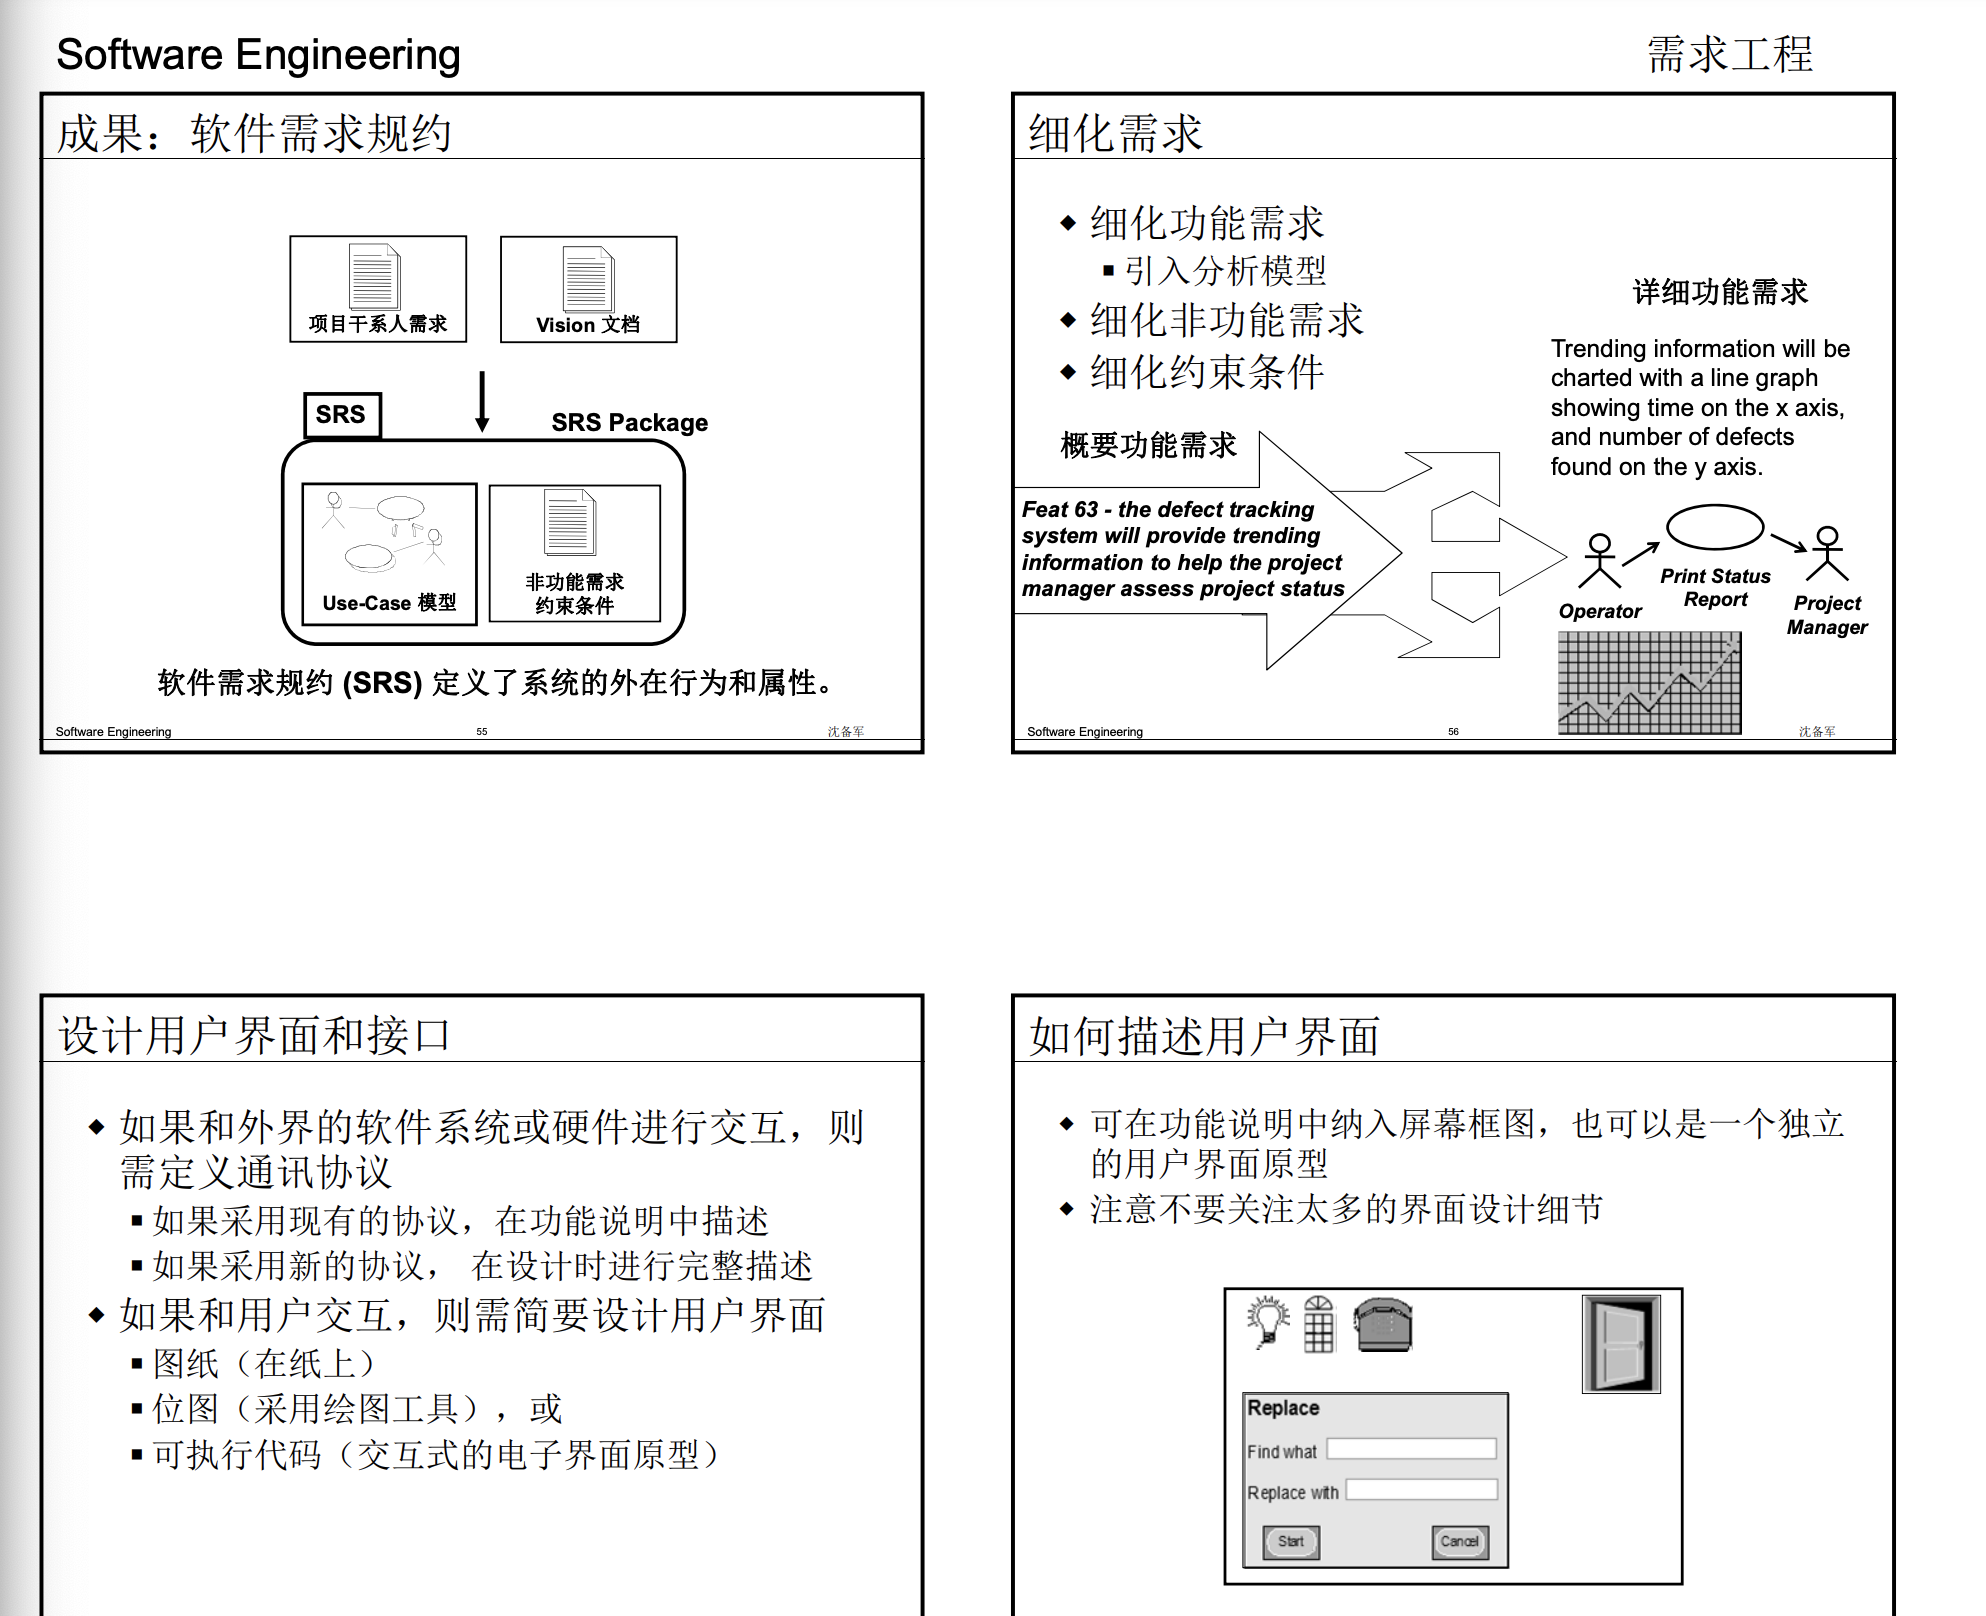 Software Engineering
需求工程
成果：软件需求规约
项目干系人需求
Vision 文档
SRS
SRS Package
Use-Case 模型
非功能需求
约束条件
软件需求规约 (SRS) 定义了系统的外在行为和属性。
Software Engineering
55
沈备军
细化需求
◆ 细化功能需求
▪ 引入分析模型
◆ 细化非功能需求
◆ 细化约束条件
概要功能需求
Feat 63 - the defect tracking
system will provide trending
information to help the project
manager assess project status
详细功能需求
Trending information will be
charted with a line graph
showing time on the x axis,
and number of defects
found on the y axis.
Operator
Print Status
Report
Project
Manager
Software Engineering
56
沈备军
设计用户界面和接口
◆ 如果和外界的软件系统或硬件进行交互，则
需定义通讯协议
▪ 如果采用现有的协议，在功能说明中描述
▪ 如果采用新的协议， 在设计时进行完整描述
◆ 如果和用户交互，则需简要设计用户界面
▪ 图纸（在纸上）
▪ 位图（采用绘图工具），或
▪ 可执行代码（交互式的电子界面原型）
如何描述用户界面
◆ 可在功能说明中纳入屏幕框图，也可以是一个独立
的用户界面原型
◆ 注意不要关注太多的界面设计细节
Replace
Find what
Replace with
Start
Cancel